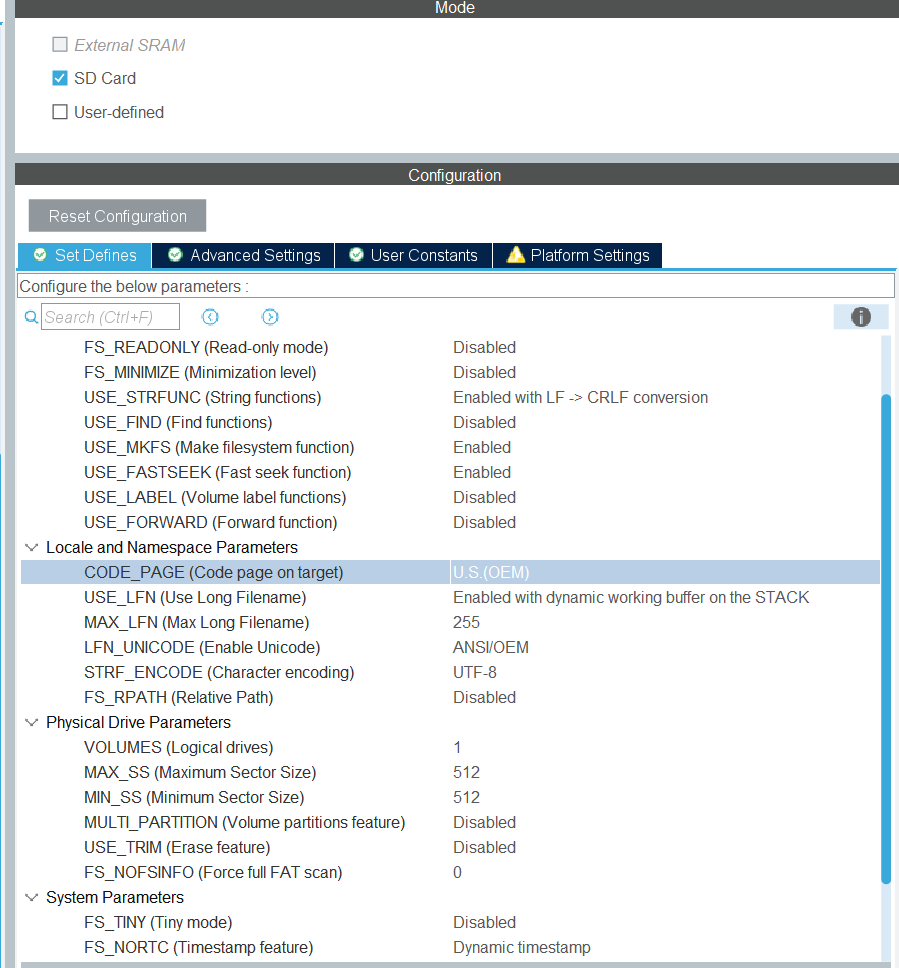 Mode
External SRAM
SD Card
User-defined
Configuration
Reset Configuration
Set Defines Advanced Settings User Constants Platform Settings
Configure the below parameters :
Search (Ctrl+F)
FS_READONLY (Read-only mode) Disabled
FS_MINIMIZE (Minimization level) Disabled
USE_STRFUNC (String functions) Enabled with LF -> CRLF conversion
USE_FIND (Find functions) Disabled
USE_MKFS (Make filesystem function) Enabled
USE_FASTSEEK (Fast seek function) Enabled
USE_LABEL (Volume label functions) Disabled
USE_FORWARD (Forward function) Disabled
Locale and Namespace Parameters
CODE_PAGE (Code page on target) U.S.(OEM)
USE_LFN (Use Long Filename) Enabled with dynamic working buffer on the STACK
MAX_LFN (Max Long Filename) 255
LFN_UNICODE (Enable Unicode) ANSI/OEM
STRF_ENCODE (Character encoding) UTF-8
FS_RPATH (Relative Path) Disabled
Physical Drive Parameters
VOLUMES (Logical drives) 1
MAX_SS (Maximum Sector Size) 512
MIN_SS (Minimum Sector Size) 512
MULTI_PARTITION (Volume partitions feature) Disabled
USE_TRIM (Erase feature) Disabled
FS_NOFSINFO (Force full FAT scan) 0
System Parameters
FS_TINY (Tiny mode) Disabled
FS_NORTC (Timestamp feature) Dynamic timestamp